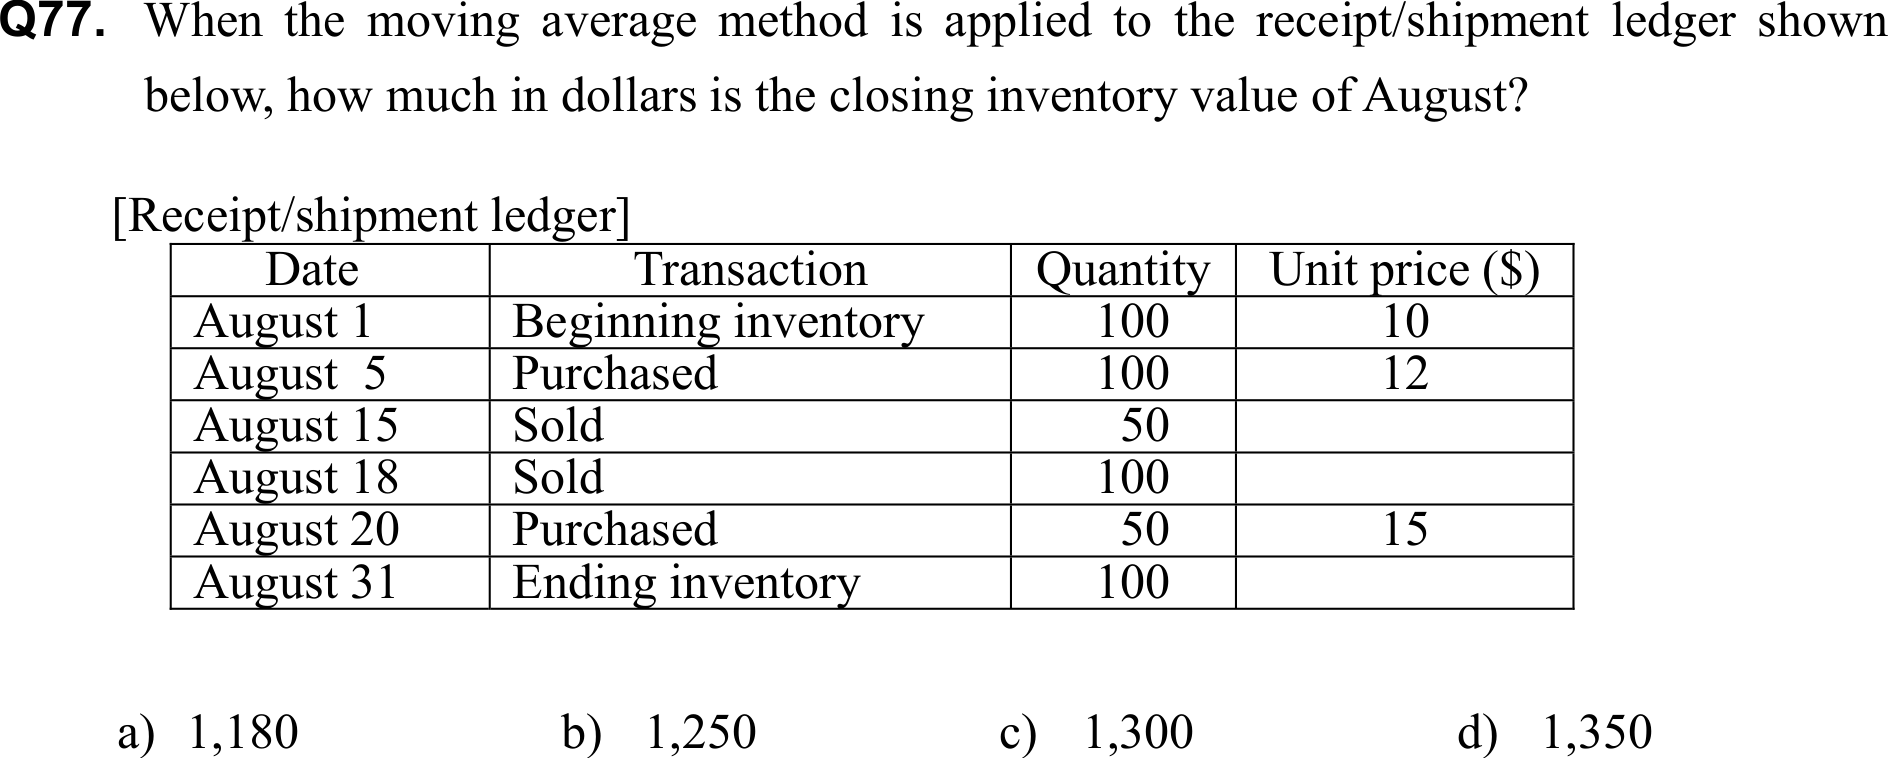 Q77. When the moving average method is applied to the receipt/shipment ledger shown
below, how much in dollars is the closing inventory value of August?
[Receipt/shipment ledger]
Date Transaction Quantity Unit price ($)
August 1 Beginning inventory 100 10
August 5 Purchased 100 12
August 15 Sold 50
August 18 Sold 100
August 20 Purchased 50 15
August 31 Ending inventory 100
a) 1,180 b) 1,250 c) 1,300 d) 1,350